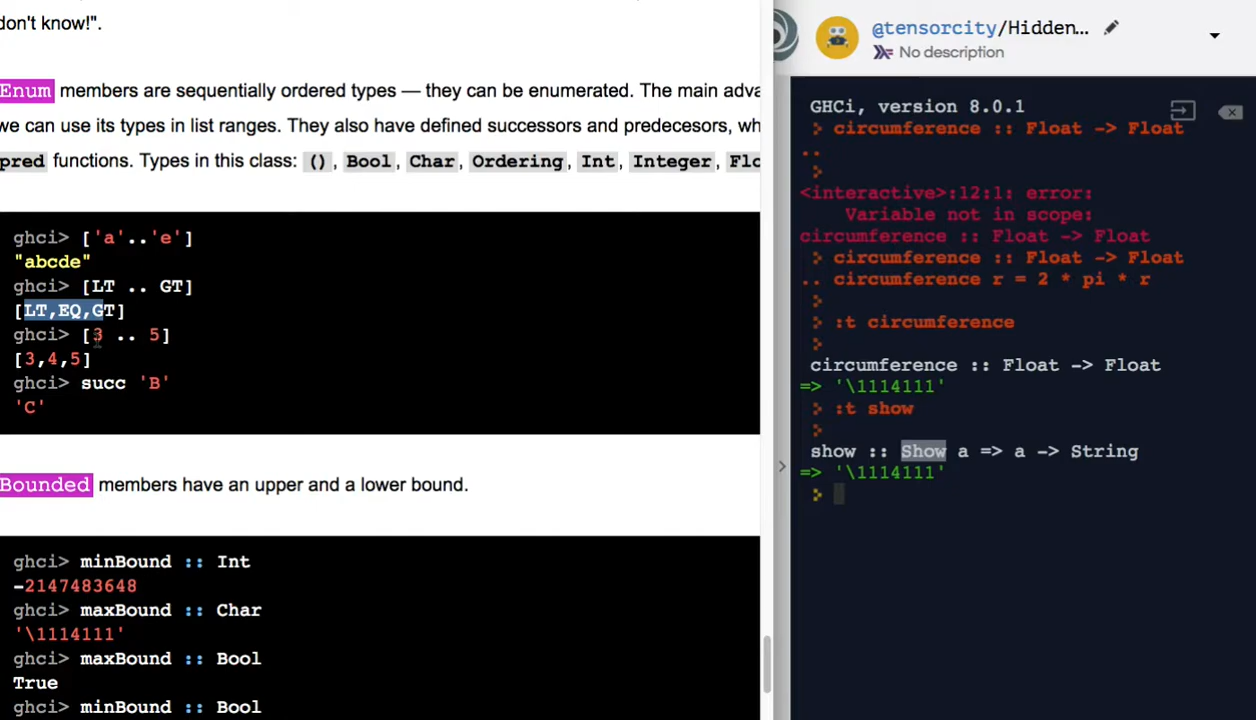 don't know!".
Enum members are sequentially ordered types — they can be enumerated. The main adva
we can use its types in list ranges. They also have defined successors and predecesors, wh
pred functions. Types in this class: (), Bool, Char, Ordering, Int, Integer, Flo
ghci> ['a'..'e']
"abcde"
ghci> [LT .. GT]
[LT,EQ,GT]
ghci> [3 .. 5]
[3,4,5]
ghci> succ 'B'
'C'
Bounded members have an upper and a lower bound.
ghci> minBound :: Int
-2147483648
ghci> maxBound :: Char
'\1114111'
ghci> maxBound :: Bool
True
ghci> minBound :: Bool
@tensorcity/Hidden...
No description
GHCi, version 8.0.1
circumference :: Float -> Float
..
<interactive>:12:1: error:
Variable not in scope:
circumference :: Float -> Float
circumference :: Float -> Float
.. circumference r = 2 * pi * r
:t circumference
circumference :: Float -> Float
=> '\1114111'
:t show
show :: Show a => a -> String
=> '\1114111'